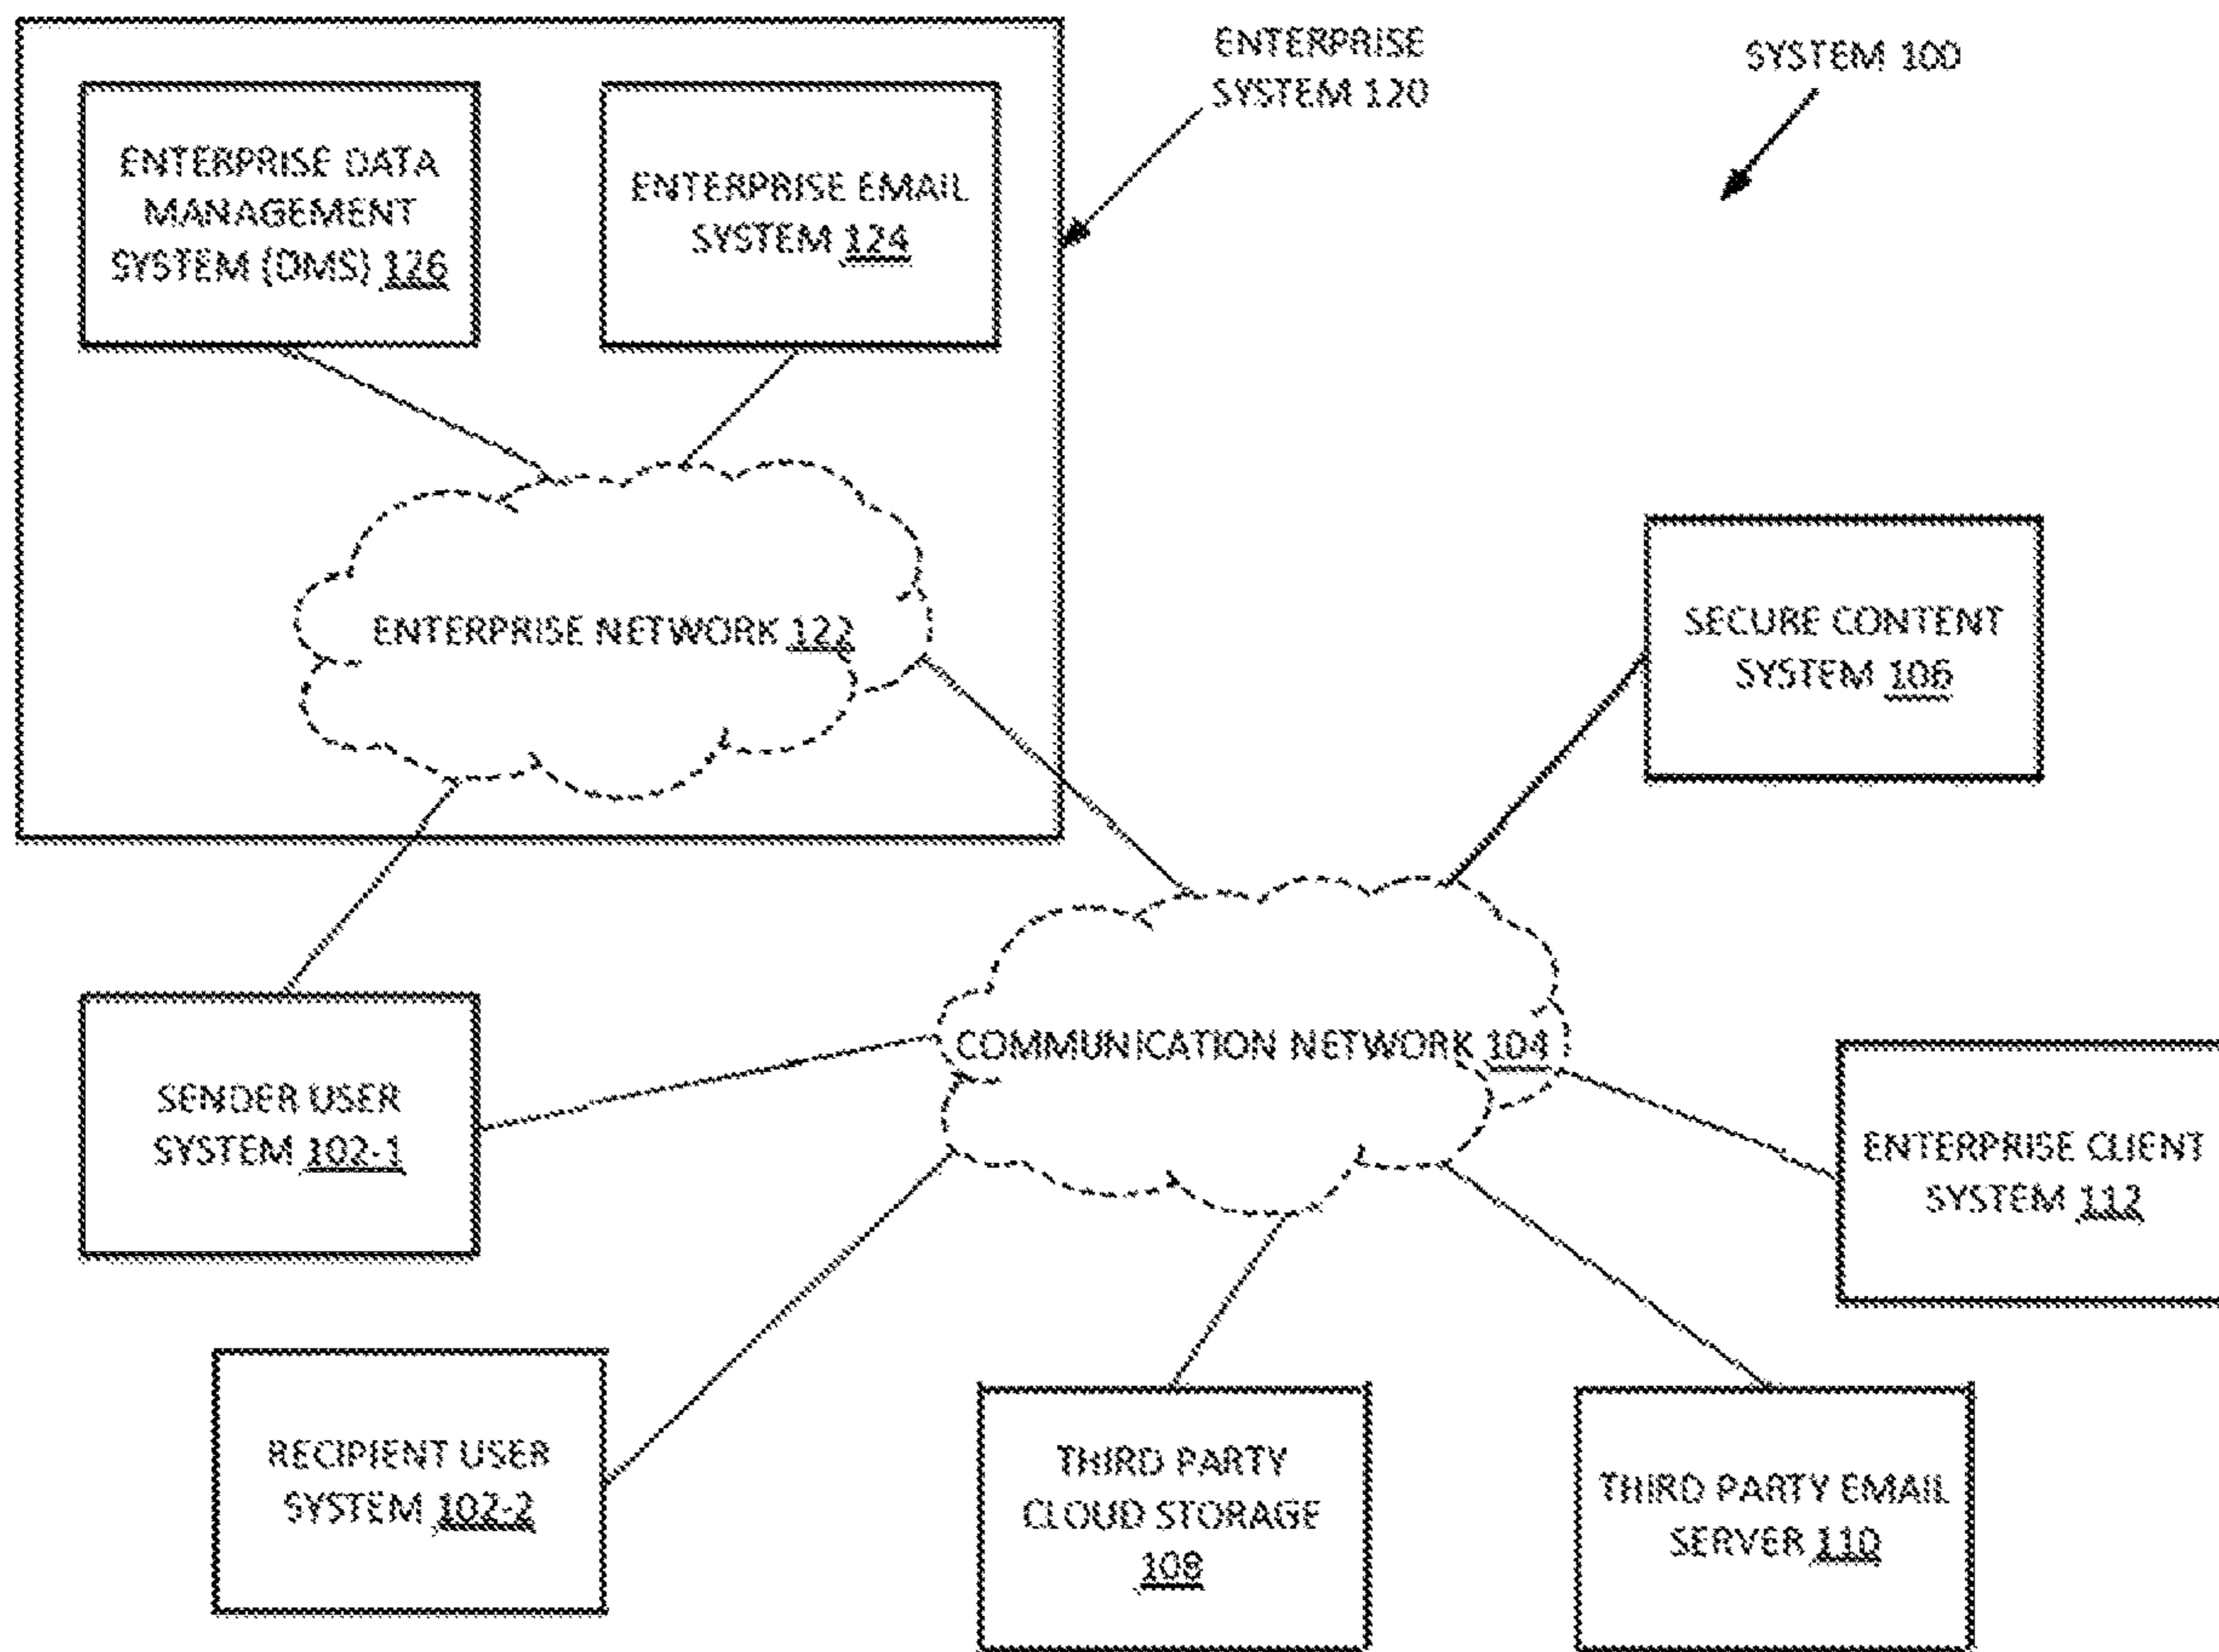 ENTERPRISE
SYSTEM 120
SYSTEM 100
ENTERPRISE DATA
MANAGEMENT
SYSTEM (DMS) 126
ENTERPRISE EMAIL
SYSTEM 124
ENTERPRISE NETWORK 122
SECURE CONTENT
SYSTEM 106
COMMUNICATION NETWORK 104
SENDER USER
SYSTEM 102-1
ENTERPRISE CLIENT
SYSTEM 112
RECIPIENT USER
SYSTEM 102-2
THIRD PARTY
CLOUD STORAGE
108
THIRD PARTY EMAIL
SERVER 110